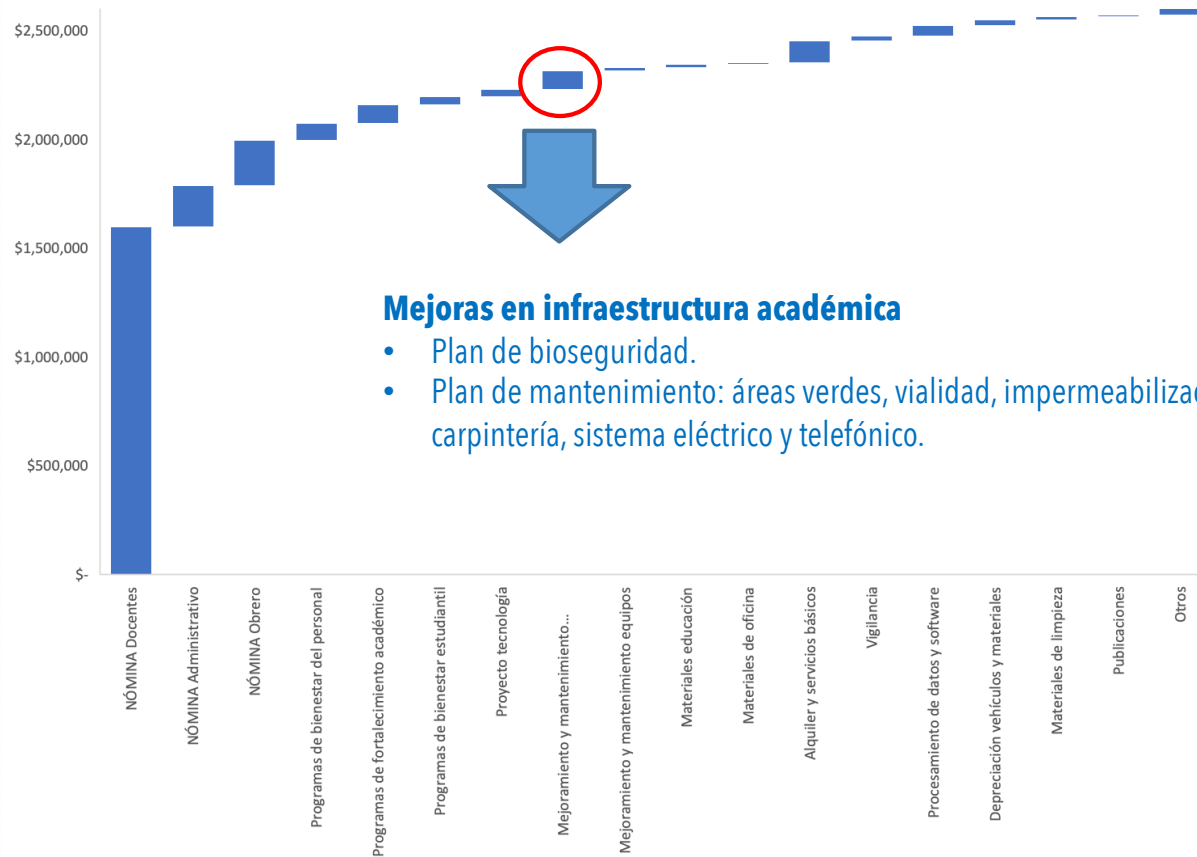 $2,500,000
$2,000,000
$1,500,000
$1,000,000
$500,000
$-
Mejoras en infraestructura académica
• Plan de bioseguridad.
• Plan de mantenimiento: áreas verdes, vialidad,
carpintería, sistema eléctrico y telefónico.
NÓMINA Docentes
NÓMINA Administrativo
NÓMINA Obrero
Programas de bienestar del personal
Programas de fortalecimiento académico
Programas de bienestar estudiantil
Proyecto tecnología
Mejoramiento y mantenimiento...
Mejoramiento y mantenimiento equipos
Materiales educación
Materiales de oficina
Alquiler y servicios básicos
Vigilancia
Procesamiento de datos y software
Depreciación vehículos y materiales
Materiales de limpieza
Publicaciones
Otros